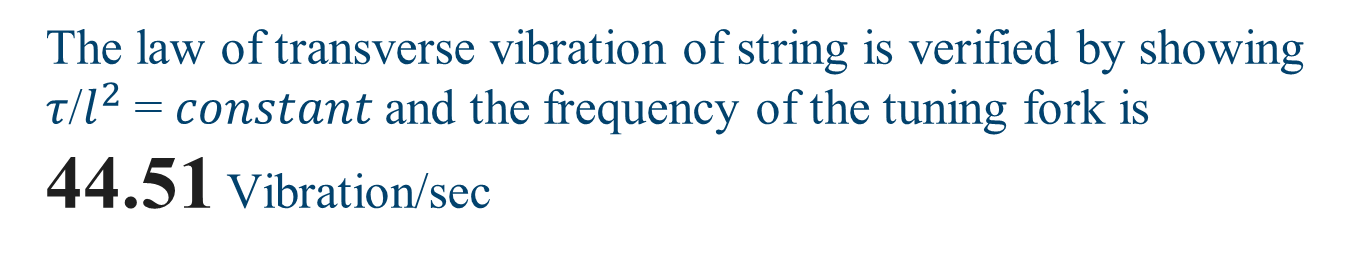 The law of transverse vibration of string is verified by showing
τ/l² = constant and the frequency of the tuning fork is
44.51 Vibration/sec